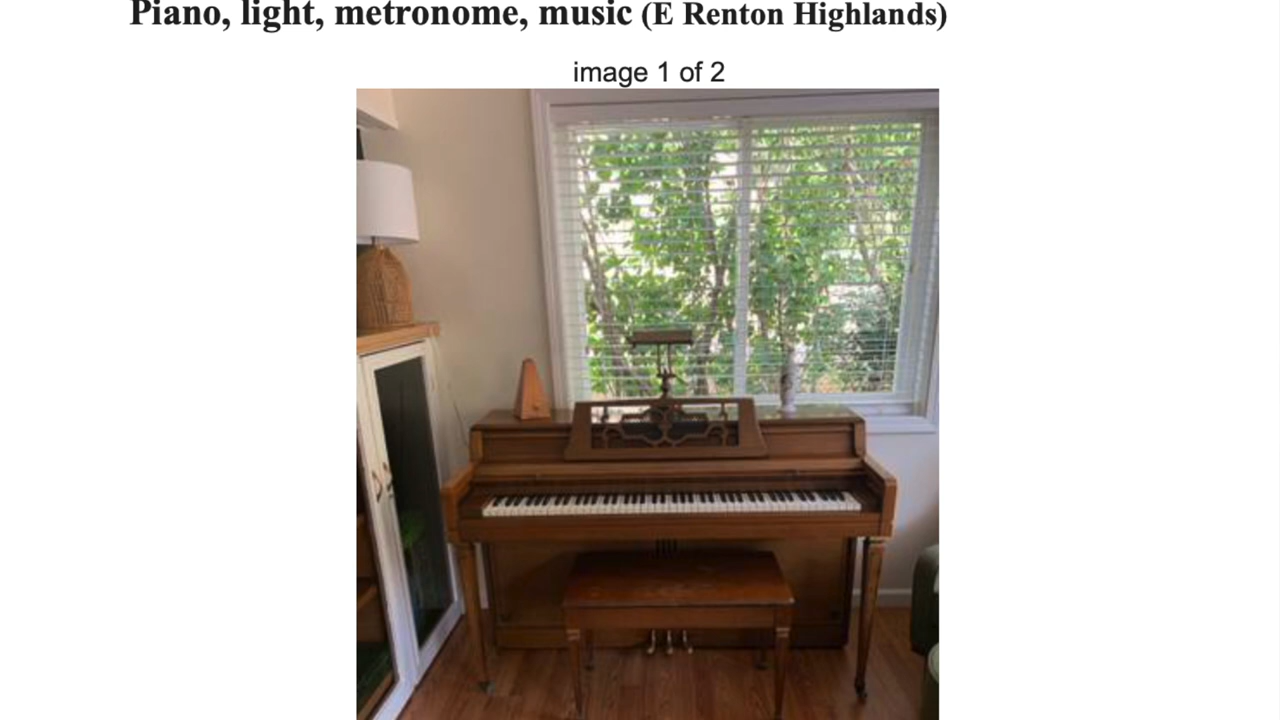 Piano, light, metronome, music (E Renton Highlands)
image 1 of 2